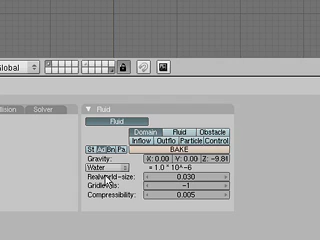 Global
lision Solver Fluid
Fluid
Domain Fluid Obstacle
Inflow Outflo Particle Control
St Ad Bn Pa BAKE
Gravity: X: 0.00 Y: 0.00 Z: -9.81
Water = 1.0 * 10^-6
Realworld-size: 0.030
Gridlevels: -1
Compressibility: 0.005